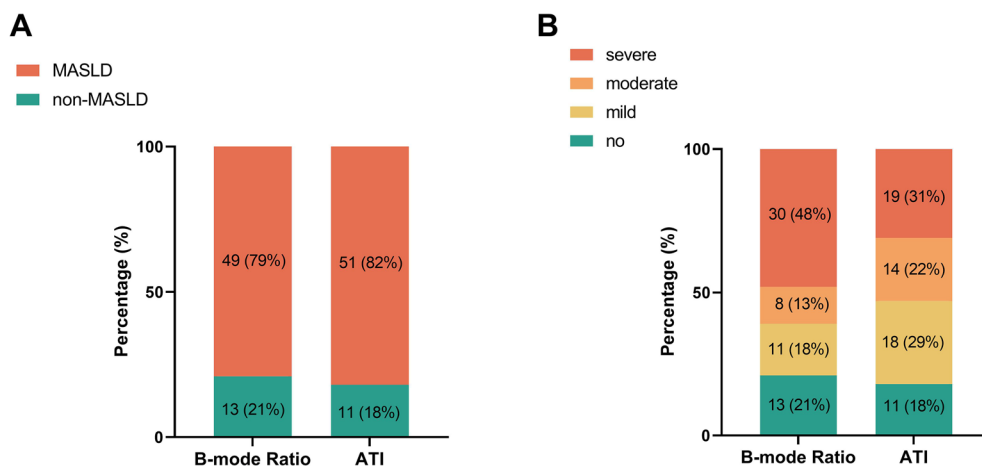 A
MASLD
non-MASLD
Percentage (%)
100
50
0
49 (79%)
51 (82%)
13 (21%)
11 (18%)
B-mode Ratio
ATI
B
severe
moderate
mild
no
Percentage (%)
100
50
0
30 (48%)
19 (31%)
8 (13%)
14 (22%)
11 (18%)
18 (29%)
13 (21%)
11 (18%)
B-mode Ratio
ATI